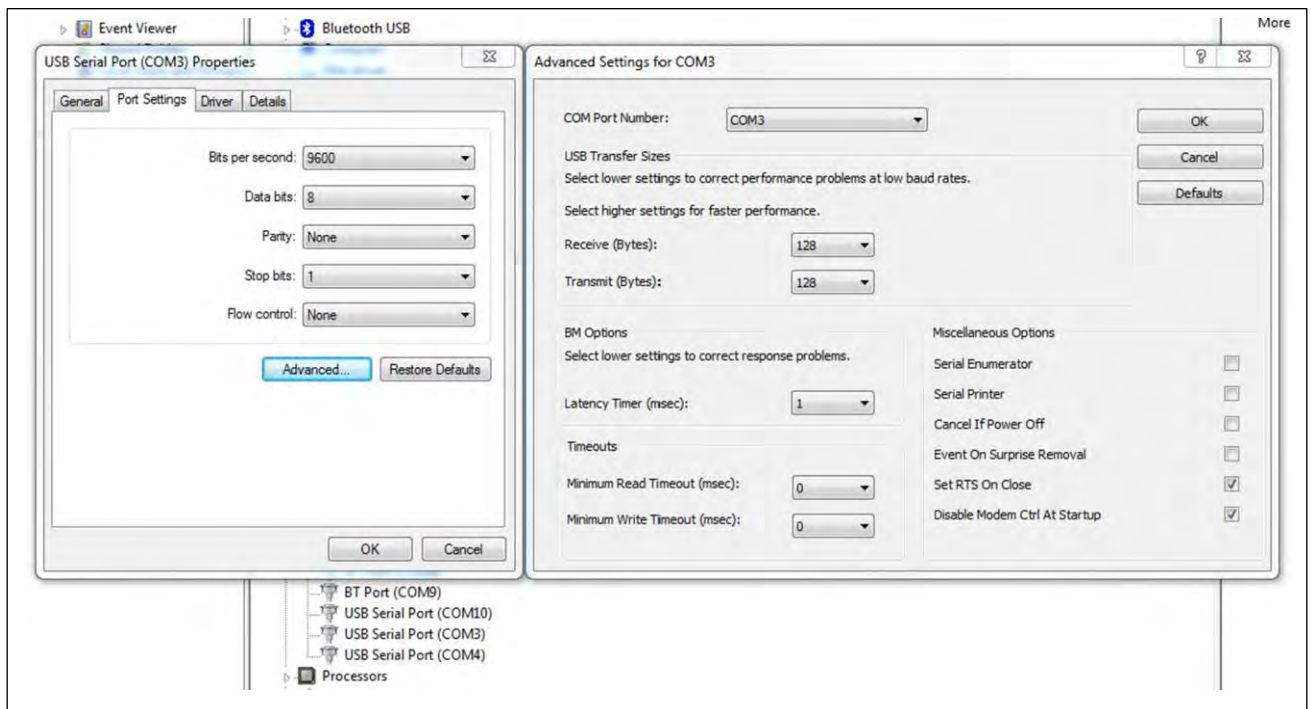 Event Viewer
Bluetooth USB
More
USB Serial Port (COM3) Properties
General Port Settings Driver Details
Bits per second: 9600
Data bits: 8
Parity: None
Stop bits: 1
Flow control: None
Advanced... Restore Defaults
OK Cancel
Advanced Settings for COM3
COM Port Number: COM3
OK
Cancel
Defaults
USB Transfer Sizes
Select lower settings to correct performance problems at low baud rates.
Select higher settings for faster performance.
Receive (Bytes): 128
Transmit (Bytes): 128
BM Options
Select lower settings to correct response problems.
Latency Timer (msec): 1
Timeouts
Minimum Read Timeout (msec): 0
Minimum Write Timeout (msec): 0
Miscellaneous Options
Serial Enumerator
Serial Printer
Cancel If Power Off
Event On Surprise Removal
Set RTS On Close
Disable Modem Ctrl At Startup
BT Port (COM9)
USB Serial Port (COM10)
USB Serial Port (COM3)
USB Serial Port (COM4)
Processors